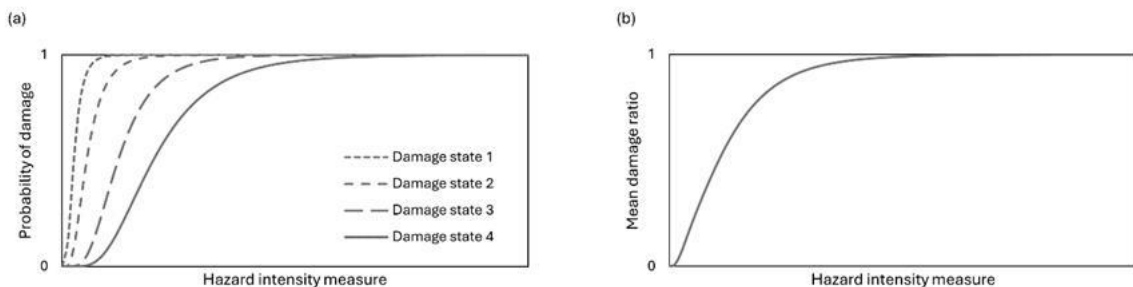 (a)
1
Probability of damage
0
Damage state 1
Damage state 2
Damage state 3
Damage state 4
Hazard intensity measure
(b)
1
Mean damage ratio
0
Hazard intensity measure